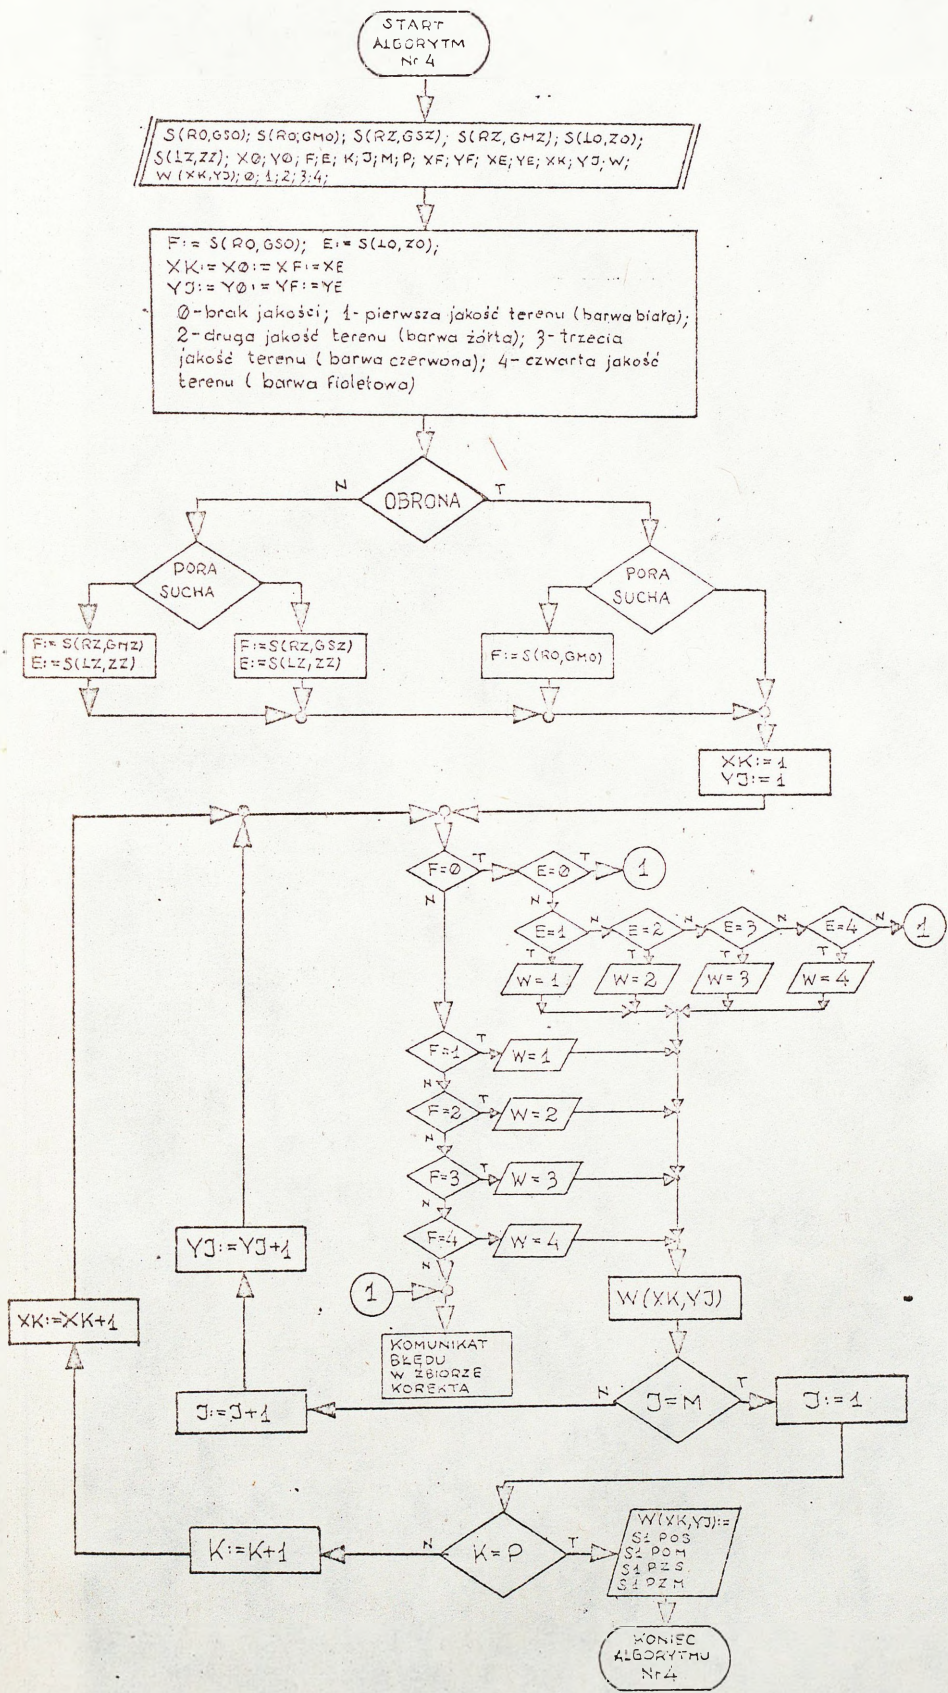 START
ALGORYTM
Nr 4
S(RO,GSO); S(RO,GMO); S(RZ,GSZ); S(RZ,GMZ); S(ŁO,ZO);
S(ŁZ,ZZ); XØ; YØ; F; E; K; J; M; P; XF; YF; XE; YE; XK; YJ; W;
W(XK,YJ); Ø; 1; 2; 3; 4;
F:= S(RO,GSO); E:= S(ŁO,ZO);
XK:= XØ:= XF:= XE
YJ:= YØ:= YF:= YE
Ø-brak jakości; 1-pierwsza jakość terenu (barwa biała);
2-druga jakość terenu (barwa żółta); 3-trzecia
jakość terenu (barwa czerwona); 4-czwarta jakość
terenu (barwa fioletowa)
N
OBRONA
T
PORA
SUCHA
PORA
SUCHA
F:= S(RZ,GMZ)
E:= S(ŁZ,ZZ)
F:= S(RZ,GSZ)
E:= S(ŁZ,ZZ)
F:= S(RO,GMO)
XK:= 1
YJ:= 1
F=Ø
T
E=Ø
T
1
N
N
E=1
N
E=2
N
E=3
N
E=4
N
1
T
T
T
T
W=1
W=2
W=3
W=4
F=1
T
W=1
N
F=2
T
W=2
N
F=3
T
W=3
N
F=4
T
W=4
N
YJ:=YJ+1
1
W(XK,YJ)
XK:=XK+1
KOMUNIKAT
BŁĘDU
W ZBIORZE
KOREKTA
J:=J+1
N
J=M
T
J:=1
K:=K+1
N
K=P
T
W(XK,YJ):=
S1 POS
S1 POM
S1 PZS
S1 PZM
KONIEC
ALGORYTMU
Nr 4